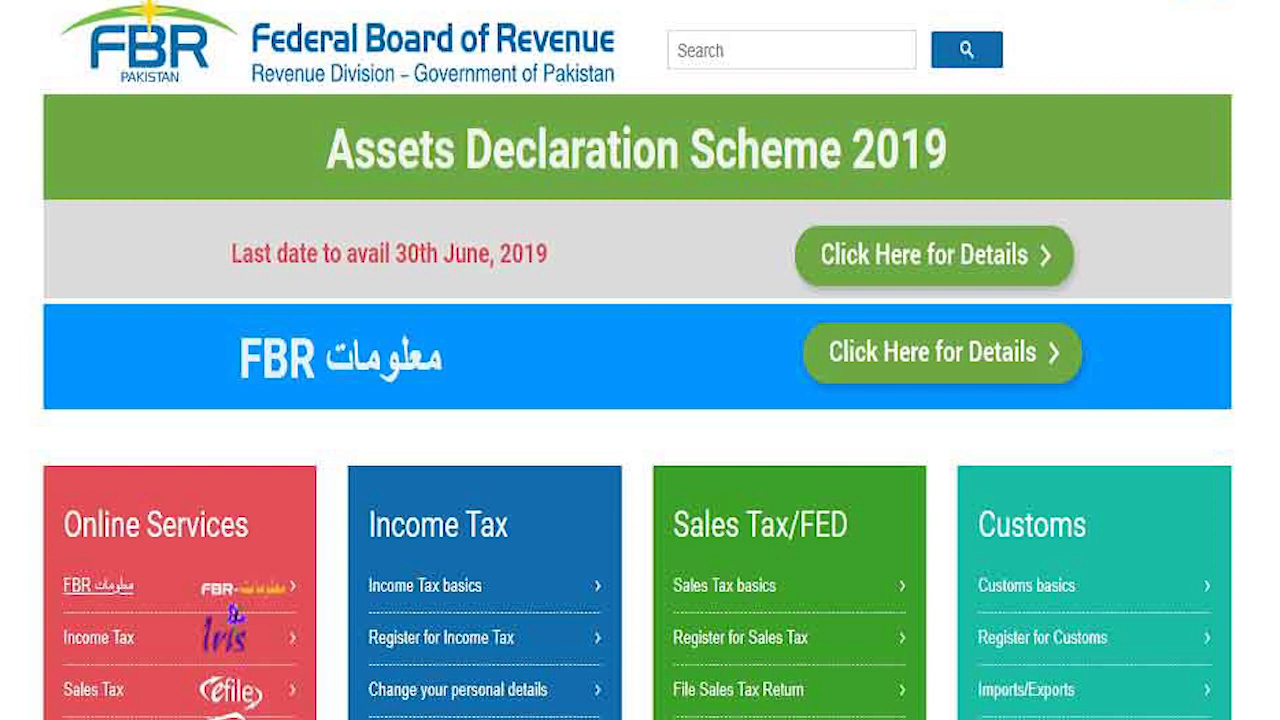 FBR
PAKISTAN
Federal Board of Revenue
Revenue Division – Government of Pakistan
Search
Assets Declaration Scheme 2019
Last date to avail 30th June, 2019
Click Here for Details
FBR معلومات
Click Here for Details
Online Services
FBR معلومات
FBR-معلومات
&
Income Tax
Iris
Sales Tax
efile
Income Tax
Income Tax basics
Register for Income Tax
Change your personal details
Sales Tax/FED
Sales Tax basics
Register for Sales Tax
File Sales Tax Return
Customs
Customs basics
Register for Customs
Imports/Exports